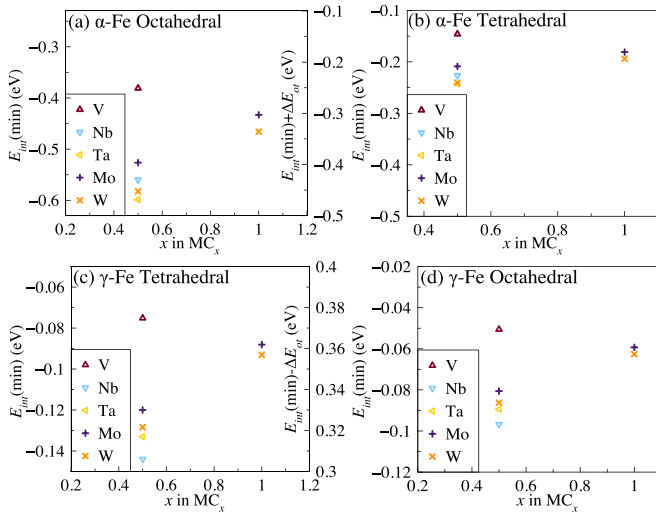 (a) α-Fe Octahedral
E_int(min) (eV)
−0.3
−0.4
−0.5
−0.6
V
Nb
Ta
Mo
W
0.2 0.4 0.6 0.8 1 1.2
x in MC_x
−0.1
−0.2
−0.3
−0.4
−0.5
E_int(min)+ΔE_ot (eV)
(b) α-Fe Tetrahedral
E_int(min) (eV)
−0.1
−0.2
−0.3
−0.4
−0.5
V
Nb
Ta
Mo
W
0.4 0.6 0.8 1
x in MC_x
(c) γ-Fe Tetrahedral
E_int(min) (eV)
−0.06
−0.08
−0.1
−0.12
−0.14
V
Nb
Ta
Mo
W
0.2 0.4 0.6 0.8 1
x in MC_x
0.4
0.38
0.36
0.34
0.32
0.3
E_int(min)-ΔE_ot (eV)
(d) γ-Fe Octahedral
E_int(min) (eV)
−0.02
−0.04
−0.06
−0.08
−0.1
−0.12
V
Nb
Ta
Mo
W
0.2 0.4 0.6 0.8 1
x in MC_x